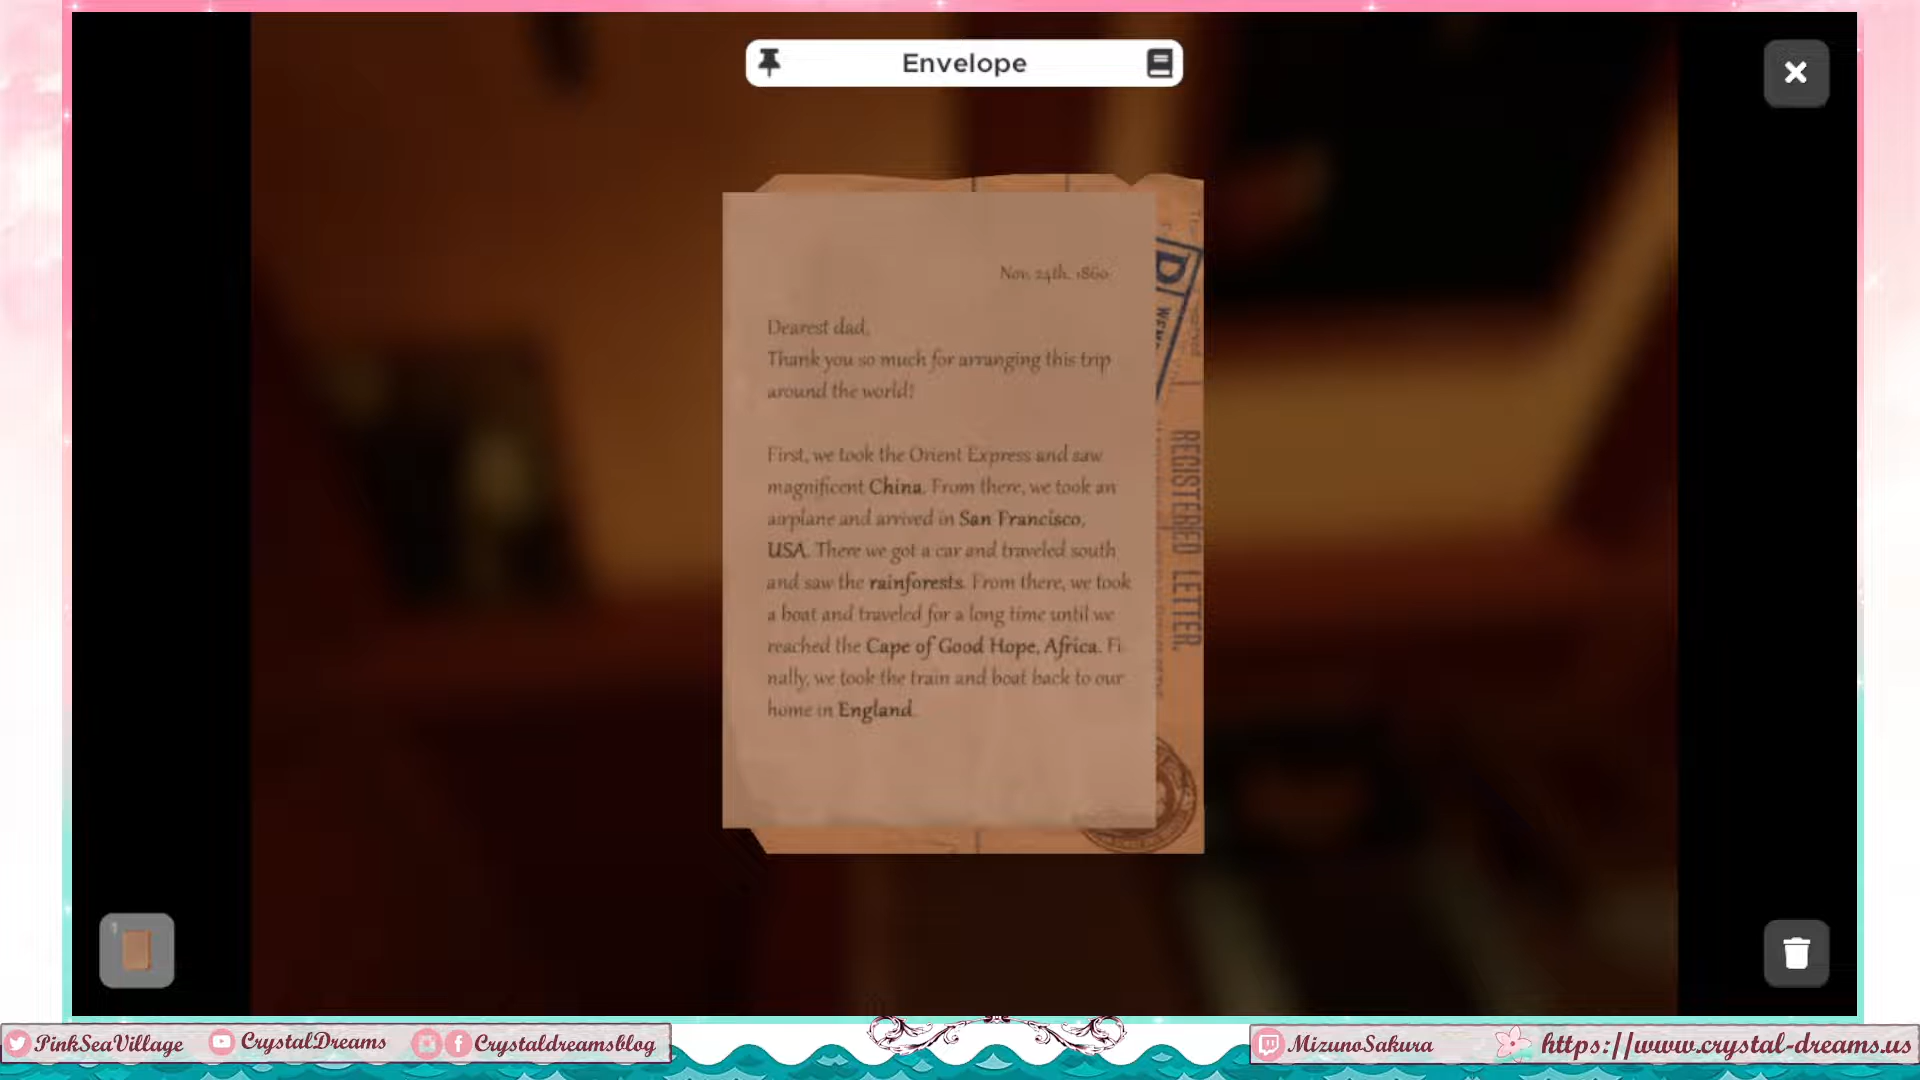 Envelope
Nov. 24th. 1860
Dearest dad,
Thank you so much for arranging this trip
around the world!
First, we took the Orient Express and saw
magnificent China. From there, we took an
airplane and arrived in San Francisco,
USA. There we got a car and traveled south
and saw the rainforests. From there, we took
a boat and traveled for a long time until we
reached the Cape of Good Hope, Africa. Fi
nally, we took the train and boat back to our
home in England.
REGISTERED LETTER.
1
PinkSeaVillage
CrystalDreams
Crystaldreamsblog
MizunoSakura
https://www.crystal-dreams.us